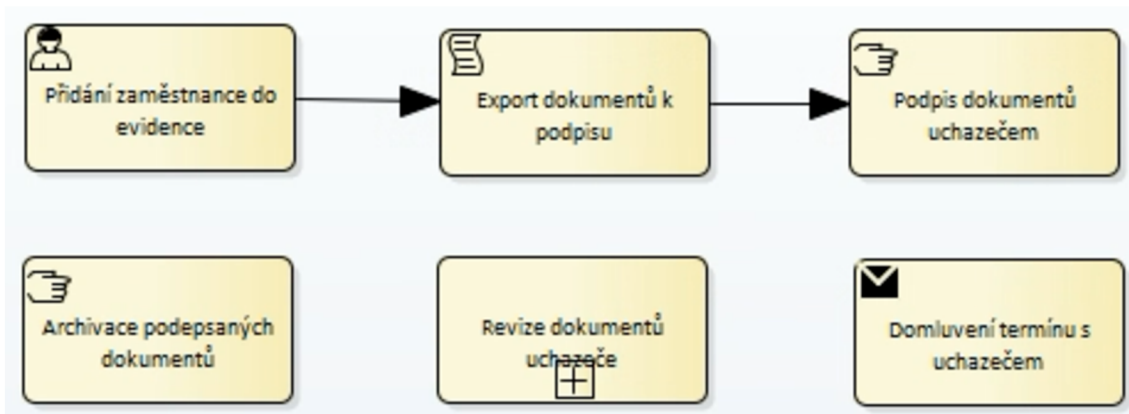 Přidání zaměstnance do
evidence
Export dokumentů k
podpisu
Podpis dokumentů
uchazečem
Archivace podepsaných
dokumentů
Revize dokumentů
uchazeče
Domluvení termínu s
uchazečem